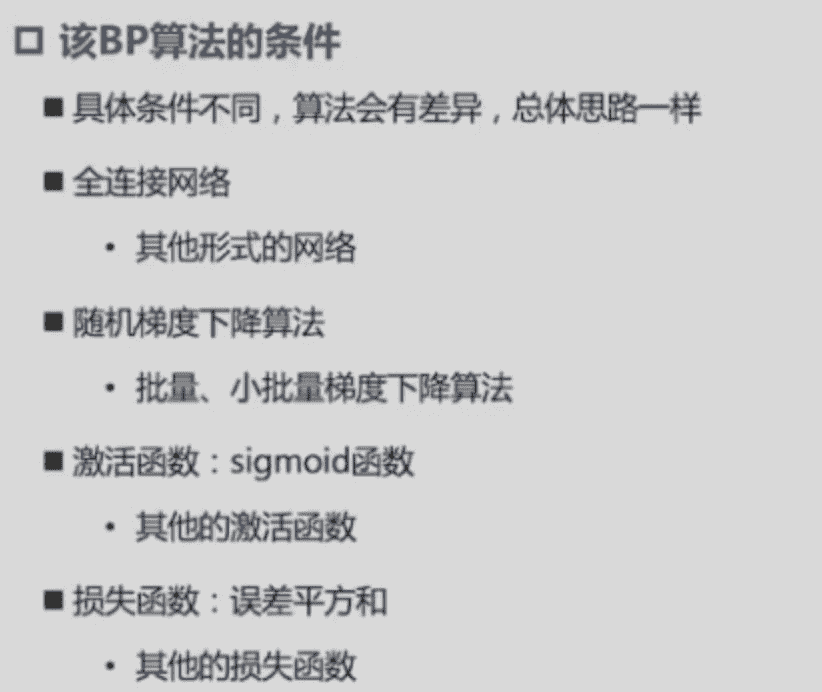 该BP算法的条件
具体条件不同，算法会有差异，总体思路一样
全连接网络
• 其他形式的网络
随机梯度下降算法
• 批量、小批量梯度下降算法
激活函数：sigmoid函数
• 其他的激活函数
损失函数：误差平方和
• 其他的损失函数